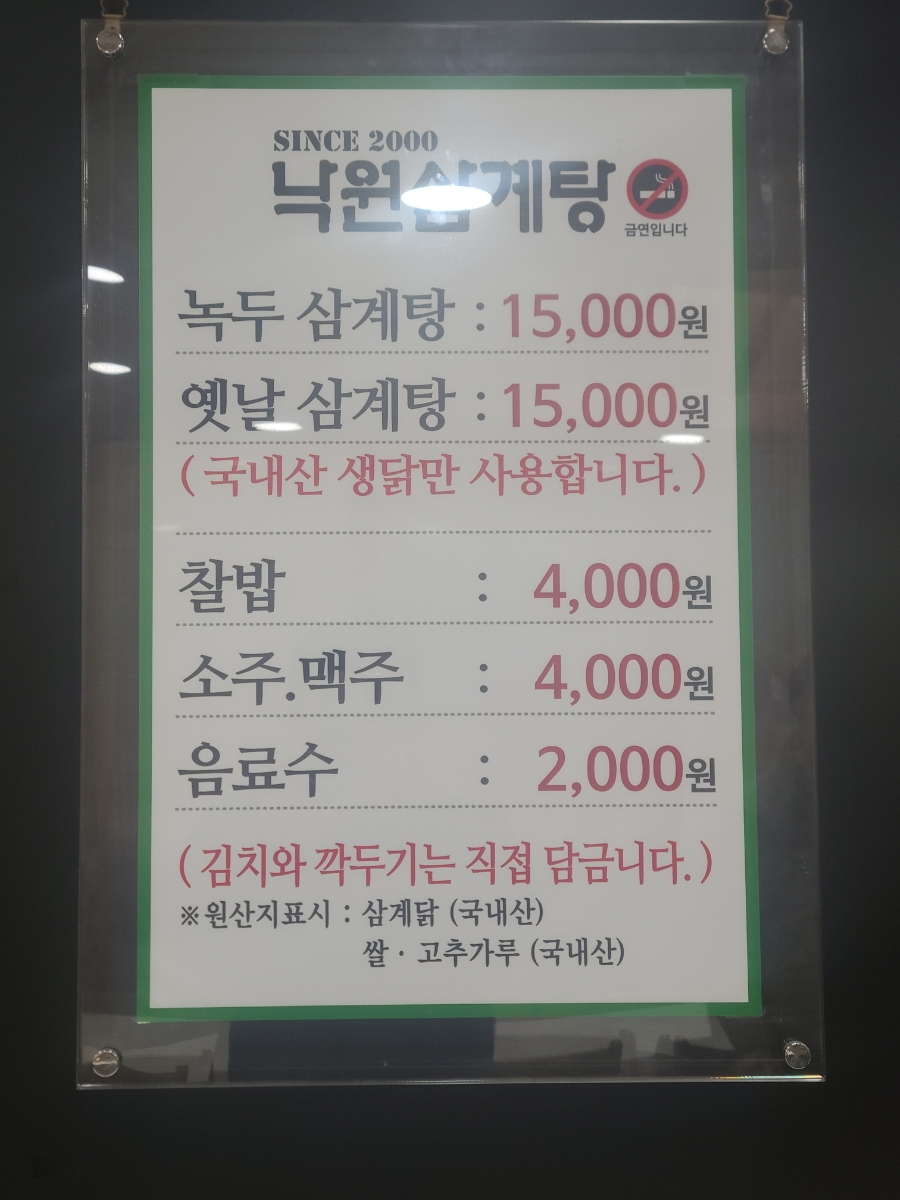 SINCE 2000
낙원삼계탕
금연입니다
녹두 삼계탕 : 15,000원
옛날 삼계탕 : 15,000원
(국내산 생닭만 사용합니다.)
찰밥 : 4,000원
소주.맥주 : 4,000원
음료수 : 2,000원
(김치와 깍두기는 직접 담금니다.)
※원산지표시 : 삼계닭 (국내산)
쌀 · 고추가루 (국내산)